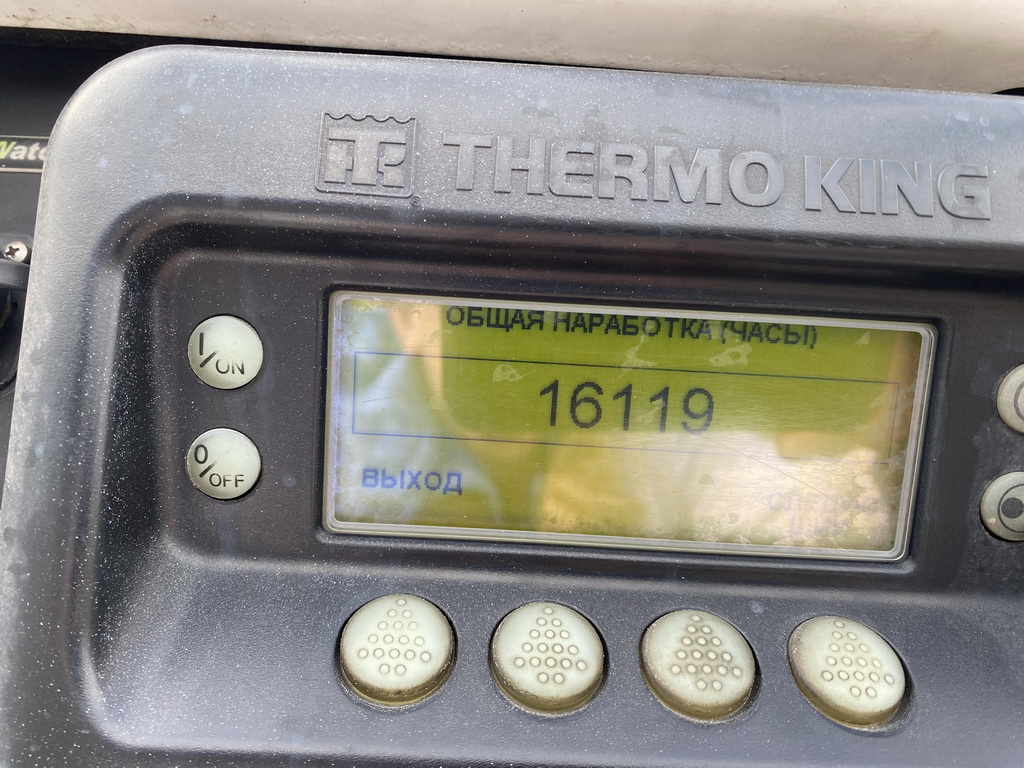 THERMO KING
ОБЩАЯ НАРАБОТКА (ЧАСЫ)
I/ON
16119
0/OFF
ВЫХОД